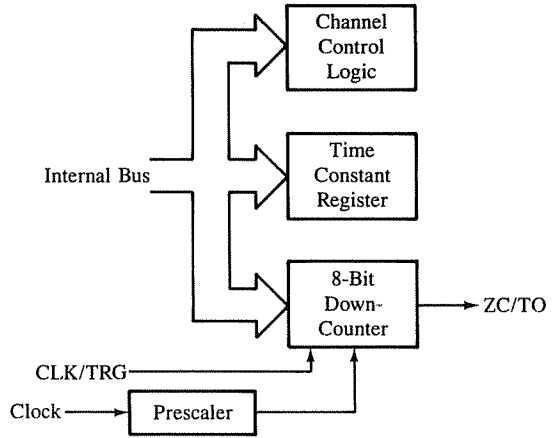 Channel
Control
Logic
Internal Bus
Time
Constant
Register
8-Bit
Down-
Counter
ZC/TO
CLK/TRG
Clock
Prescaler